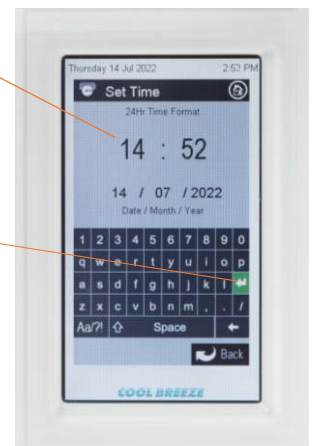 Thursday 14 Jul 2022 2:53 PM
Set Time
24Hr Time Format
14 : 52
14 / 07 / 2022
Date / Month / Year
1 2 3 4 5 6 7 8 9 0
q w e r t y u i o p
a s d f g h j k l
z x c v b n m , . /
Aa/?! Space
Back
COOL BREEZE